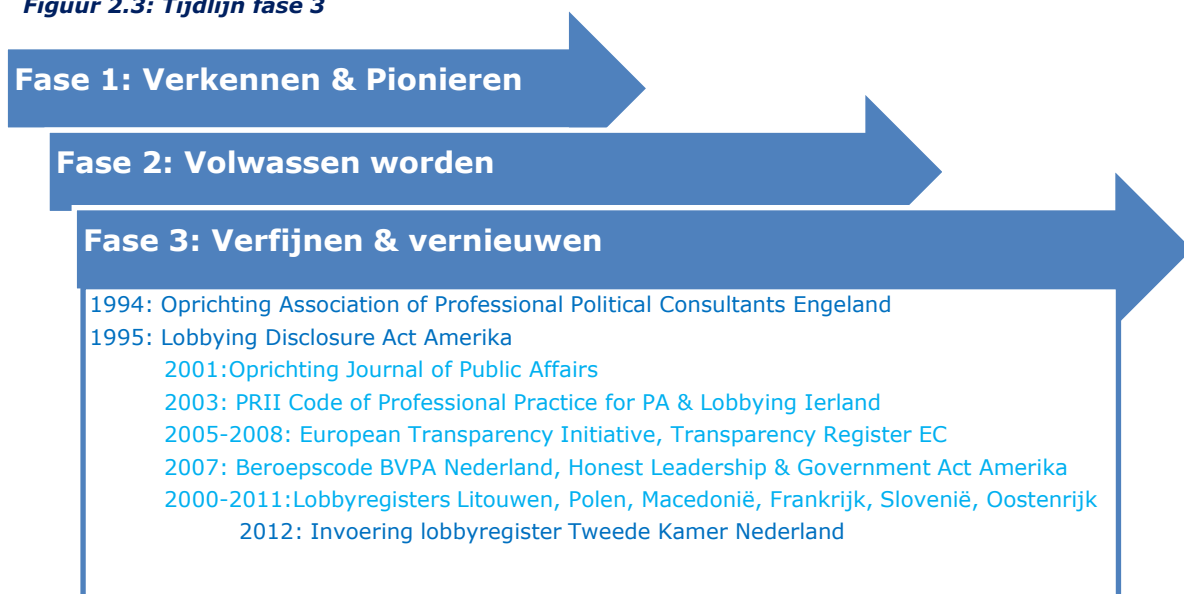 Figuur 2.3: Tijdlijn fase 3
Fase 1: Verkennen & Pionieren
Fase 2: Volwassen worden
Fase 3: Verfijnen & vernieuwen
1994: Oprichting Association of Professional Political Consultants Engeland
1995: Lobbying Disclosure Act Amerika
2001:Oprichting Journal of Public Affairs
2003: PRII Code of Professional Practice for PA & Lobbying Ierland
2005-2008: European Transparency Initiative, Transparency Register EC
2007: Beroepscode BVPA Nederland, Honest Leadership & Government Act Amerika
2000-2011:Lobbyregisters Litouwen, Polen, Macedonië, Frankrijk, Slovenië, Oostenrijk
2012: Invoering lobbyregister Tweede Kamer Nederland